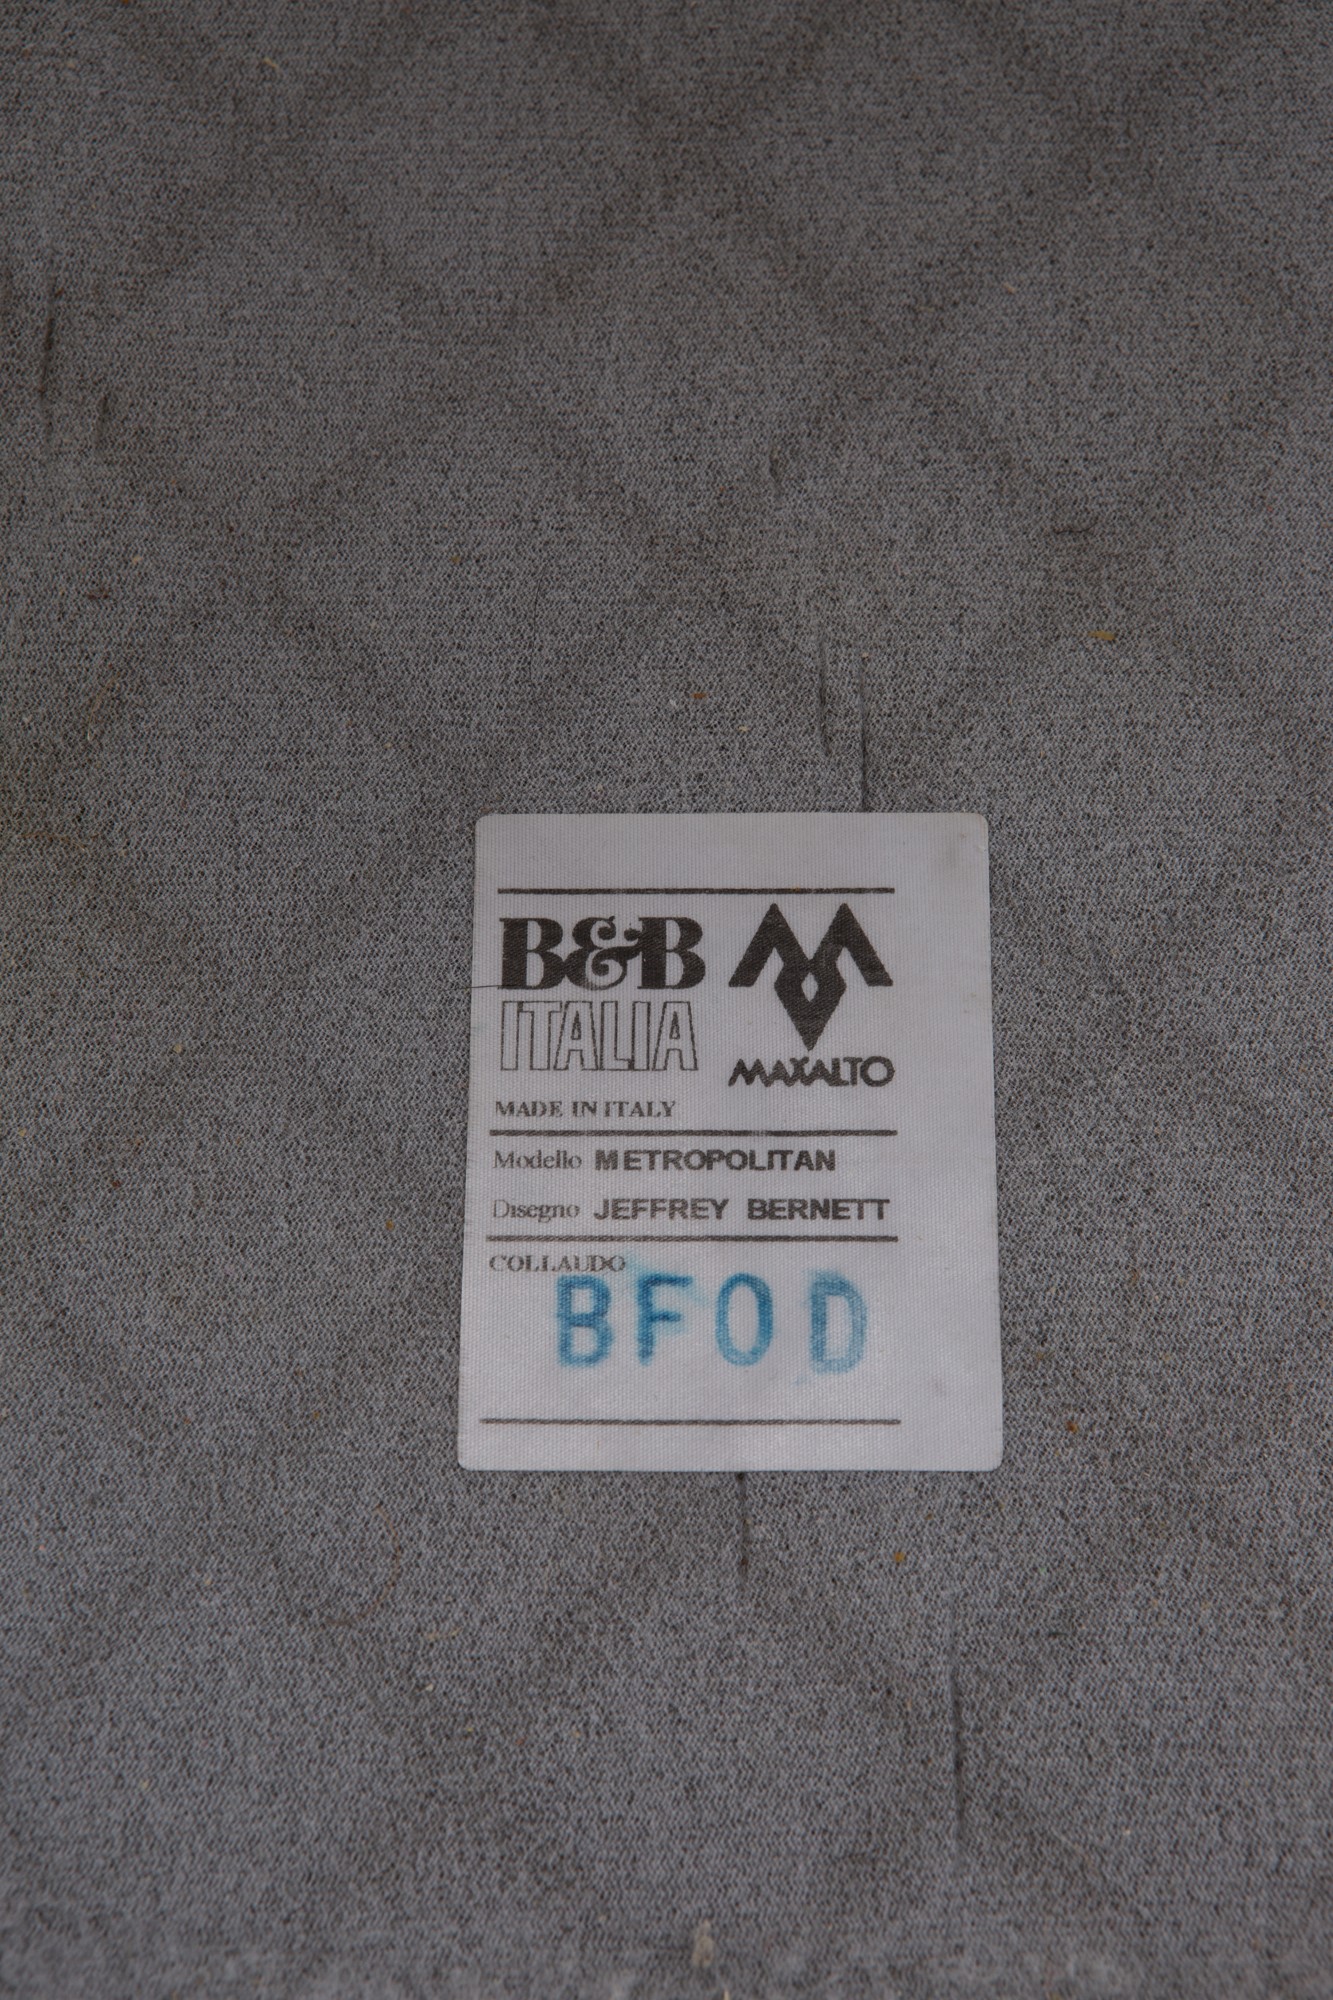 B&B
ITALIA
MAXALTO
MADE IN ITALY
Modello METROPOLITAN
Disegno JEFFREY BERNETT
COLLAUDO
BFOD